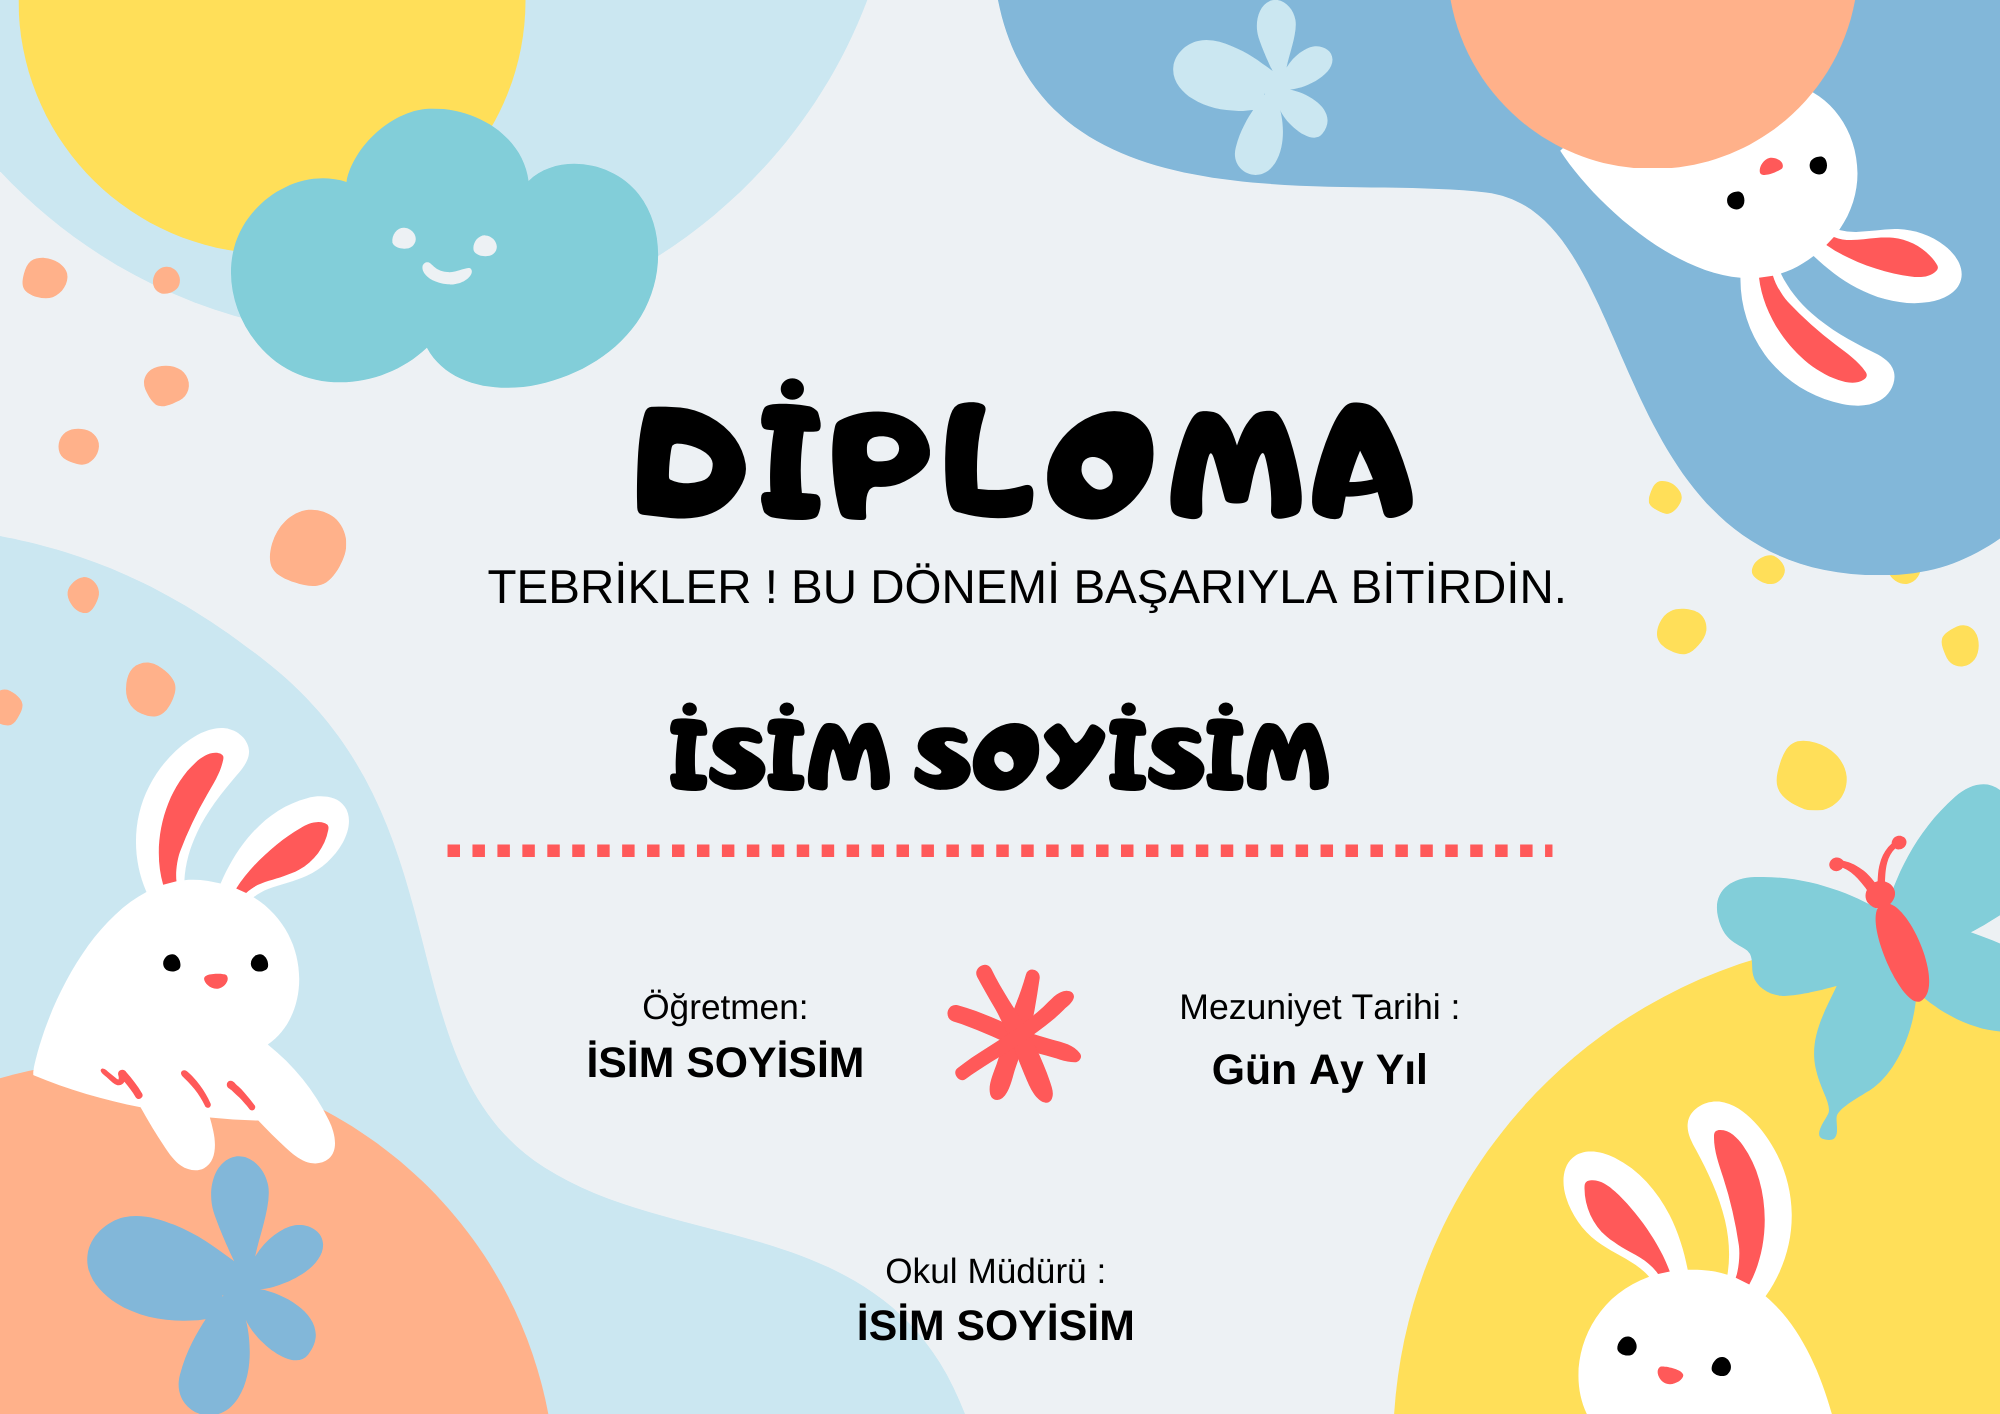 DİPLOMA
TEBRİKLER ! BU DÖNEMİ BAŞARIYLA BİTİRDİN.
İSİM SOYİSİM
Öğretmen:
İSİM SOYİSİM
Mezuniyet Tarihi :
Gün Ay Yıl
Okul Müdürü :
İSİM SOYİSİM